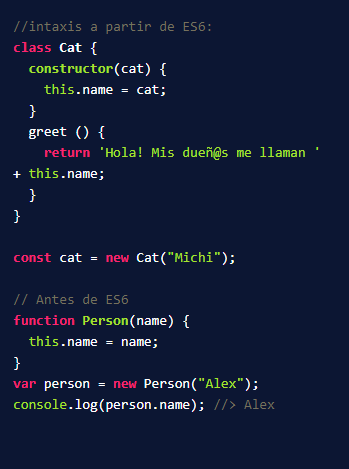 //intaxis a partir de ES6:
class Cat {
  constructor(cat) {
    this.name = cat;
  }
  greet () {
    return 'Hola! Mis dueñ@s me llaman '
+ this.name;
  }
}

const cat = new Cat("Michi");

// Antes de ES6
function Person(name) {
  this.name = name;
}
var person = new Person("Alex");
console.log(person.name); //> Alex